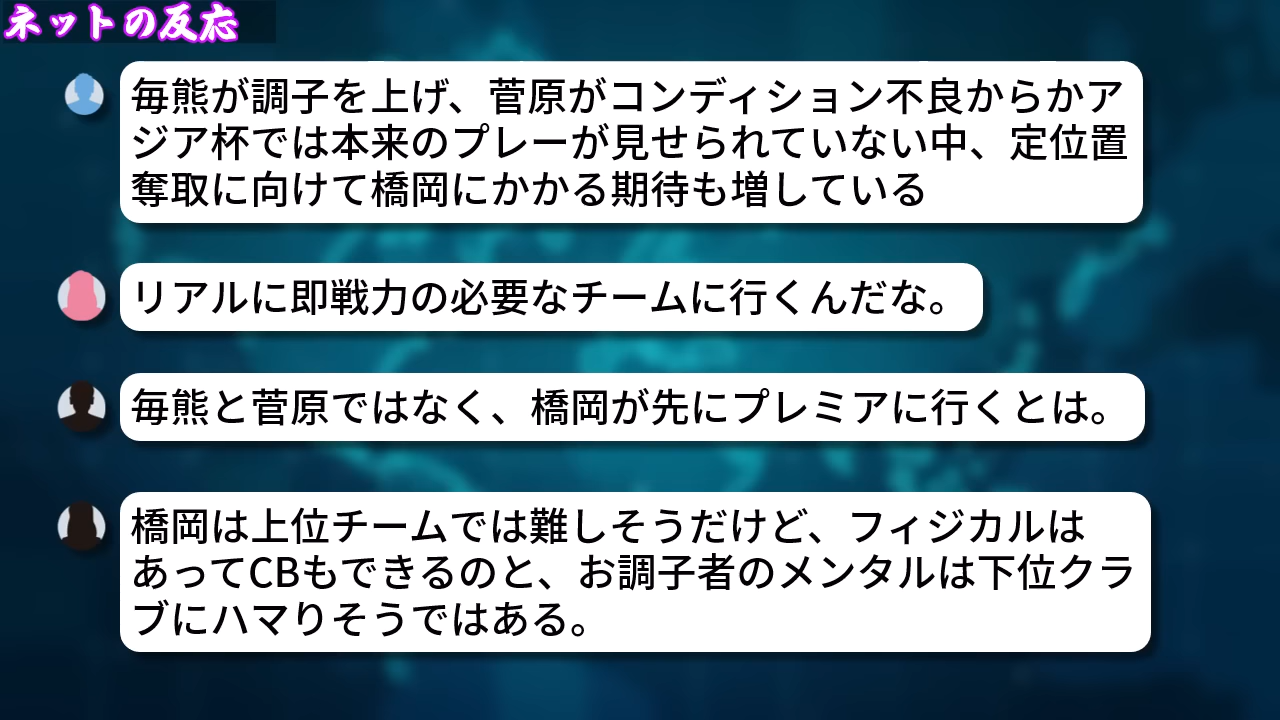 ネットの反応
毎熊が調子を上げ、菅原がコンディション不良からかア
ジア杯では本来のプレーが見せられていない中、定位置
奪取に向けて橋岡にかかる期待も増している
リアルに即戦力の必要なチームに行くんだな。
毎熊と菅原ではなく、橋岡が先にプレミアに行くとは。
橋岡は上位チームでは難しそうだけど、フィジカルは
あってCBもできるのと、お調子者のメンタルは下位クラ
ブにハマりそうではある。